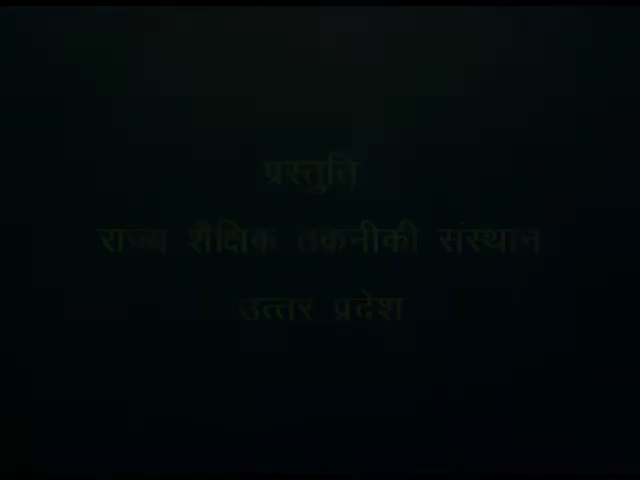 प्रस्तुति
राज्य शैक्षिक तकनीकी संस्थान
उत्तर प्रदेश